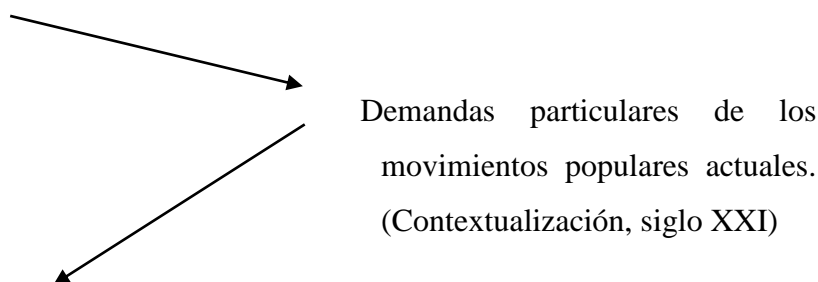 Demandas particulares de los
movimientos populares actuales.
(Contextualización, siglo XXI)